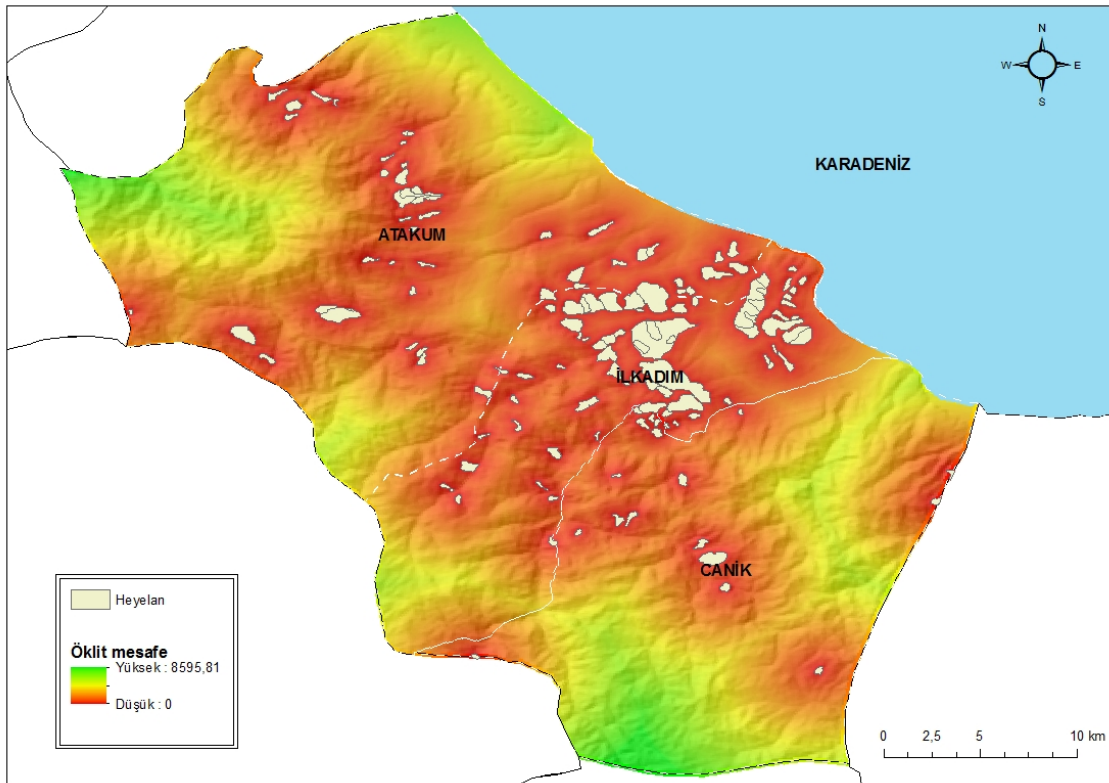 N
W E
S
KARADENİZ
ATAKUM
İLKADIM
CANİK
Heyelan
Öklit mesafe
Yüksek : 8595,81
Düşük : 0
0 2,5 5 10 km